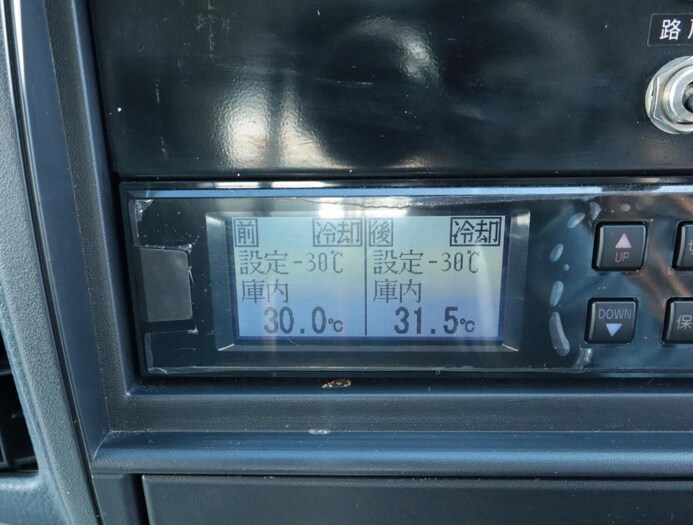 路
前 冷却 後 冷却
設定-30℃ 設定-30℃
庫内 庫内
30.0℃ 31.5℃
UP
DOWN
保